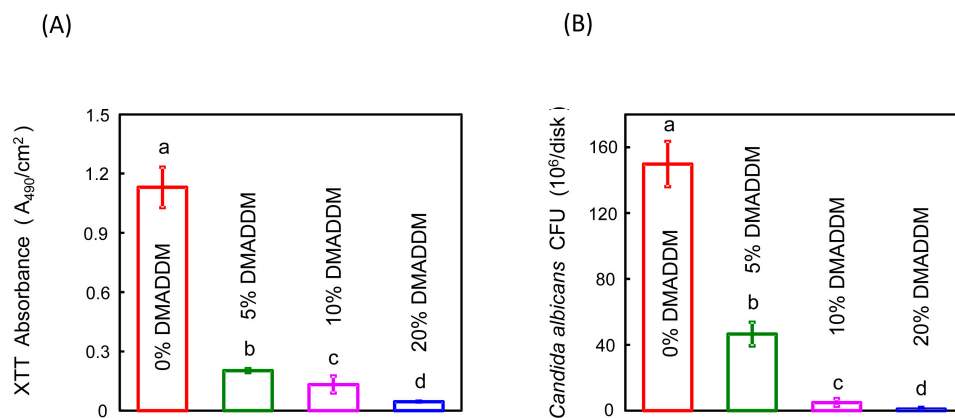 (A)
XTT Absorbance ( A490/cm²)
1.5
1.2
0.9
0.6
0.3
0
a
0% DMADDM
5% DMADDM
b
10% DMADDM
c
20% DMADDM
d
(B)
Candida albicans CFU (10⁶/disk )
160
120
80
40
0
a
0% DMADDM
5% DMADDM
b
10% DMADDM
c
20% DMADDM
d